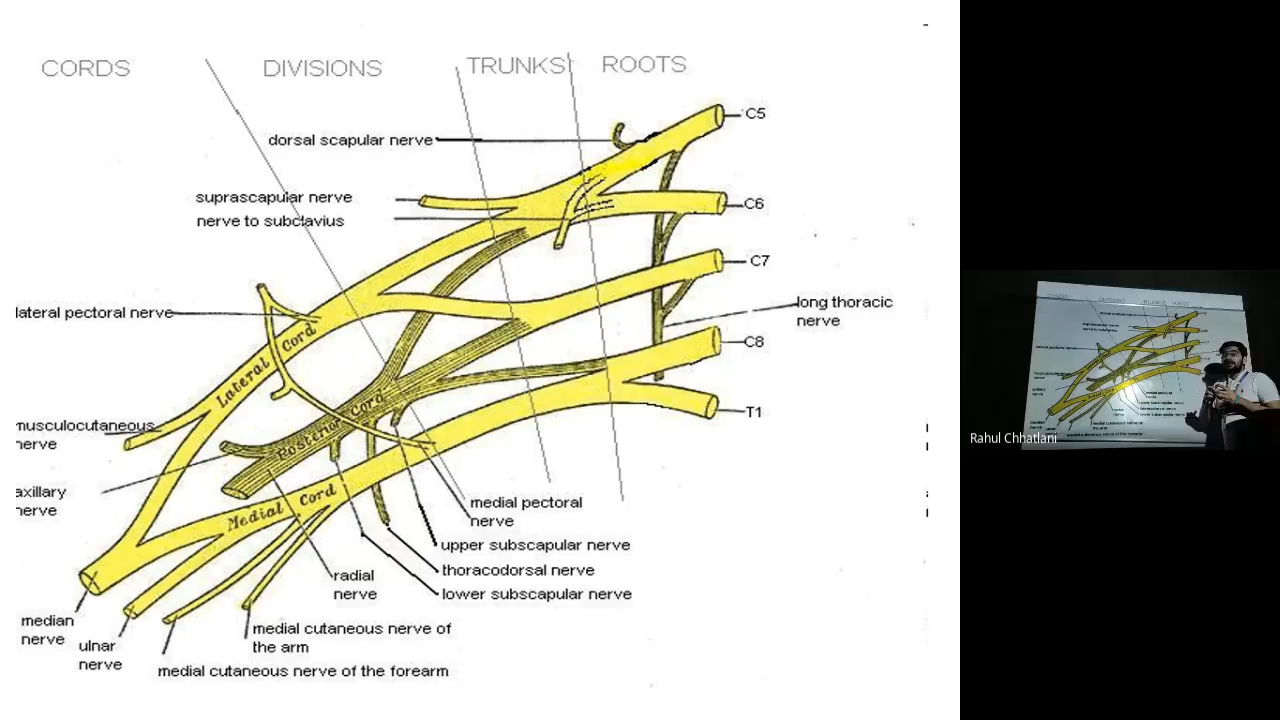 CORDS
DIVISIONS
TRUNKS
ROOTS
C5
dorsal scapular nerve
suprascapular nerve
C6
nerve to subclavius
C7
lateral pectoral nerve
long thoracic
nerve
C8
Lateral Cord
T1
Posterior Cord
musculocutaneous
nerve
axillary
nerve
Medial Cord
medial pectoral
nerve
upper subscapular nerve
thoracodorsal nerve
lower subscapular nerve
radial
nerve
median
nerve
ulnar
nerve
medial cutaneous nerve of
the arm
medial cutaneous nerve of the forearm
Rahul Chhatlani